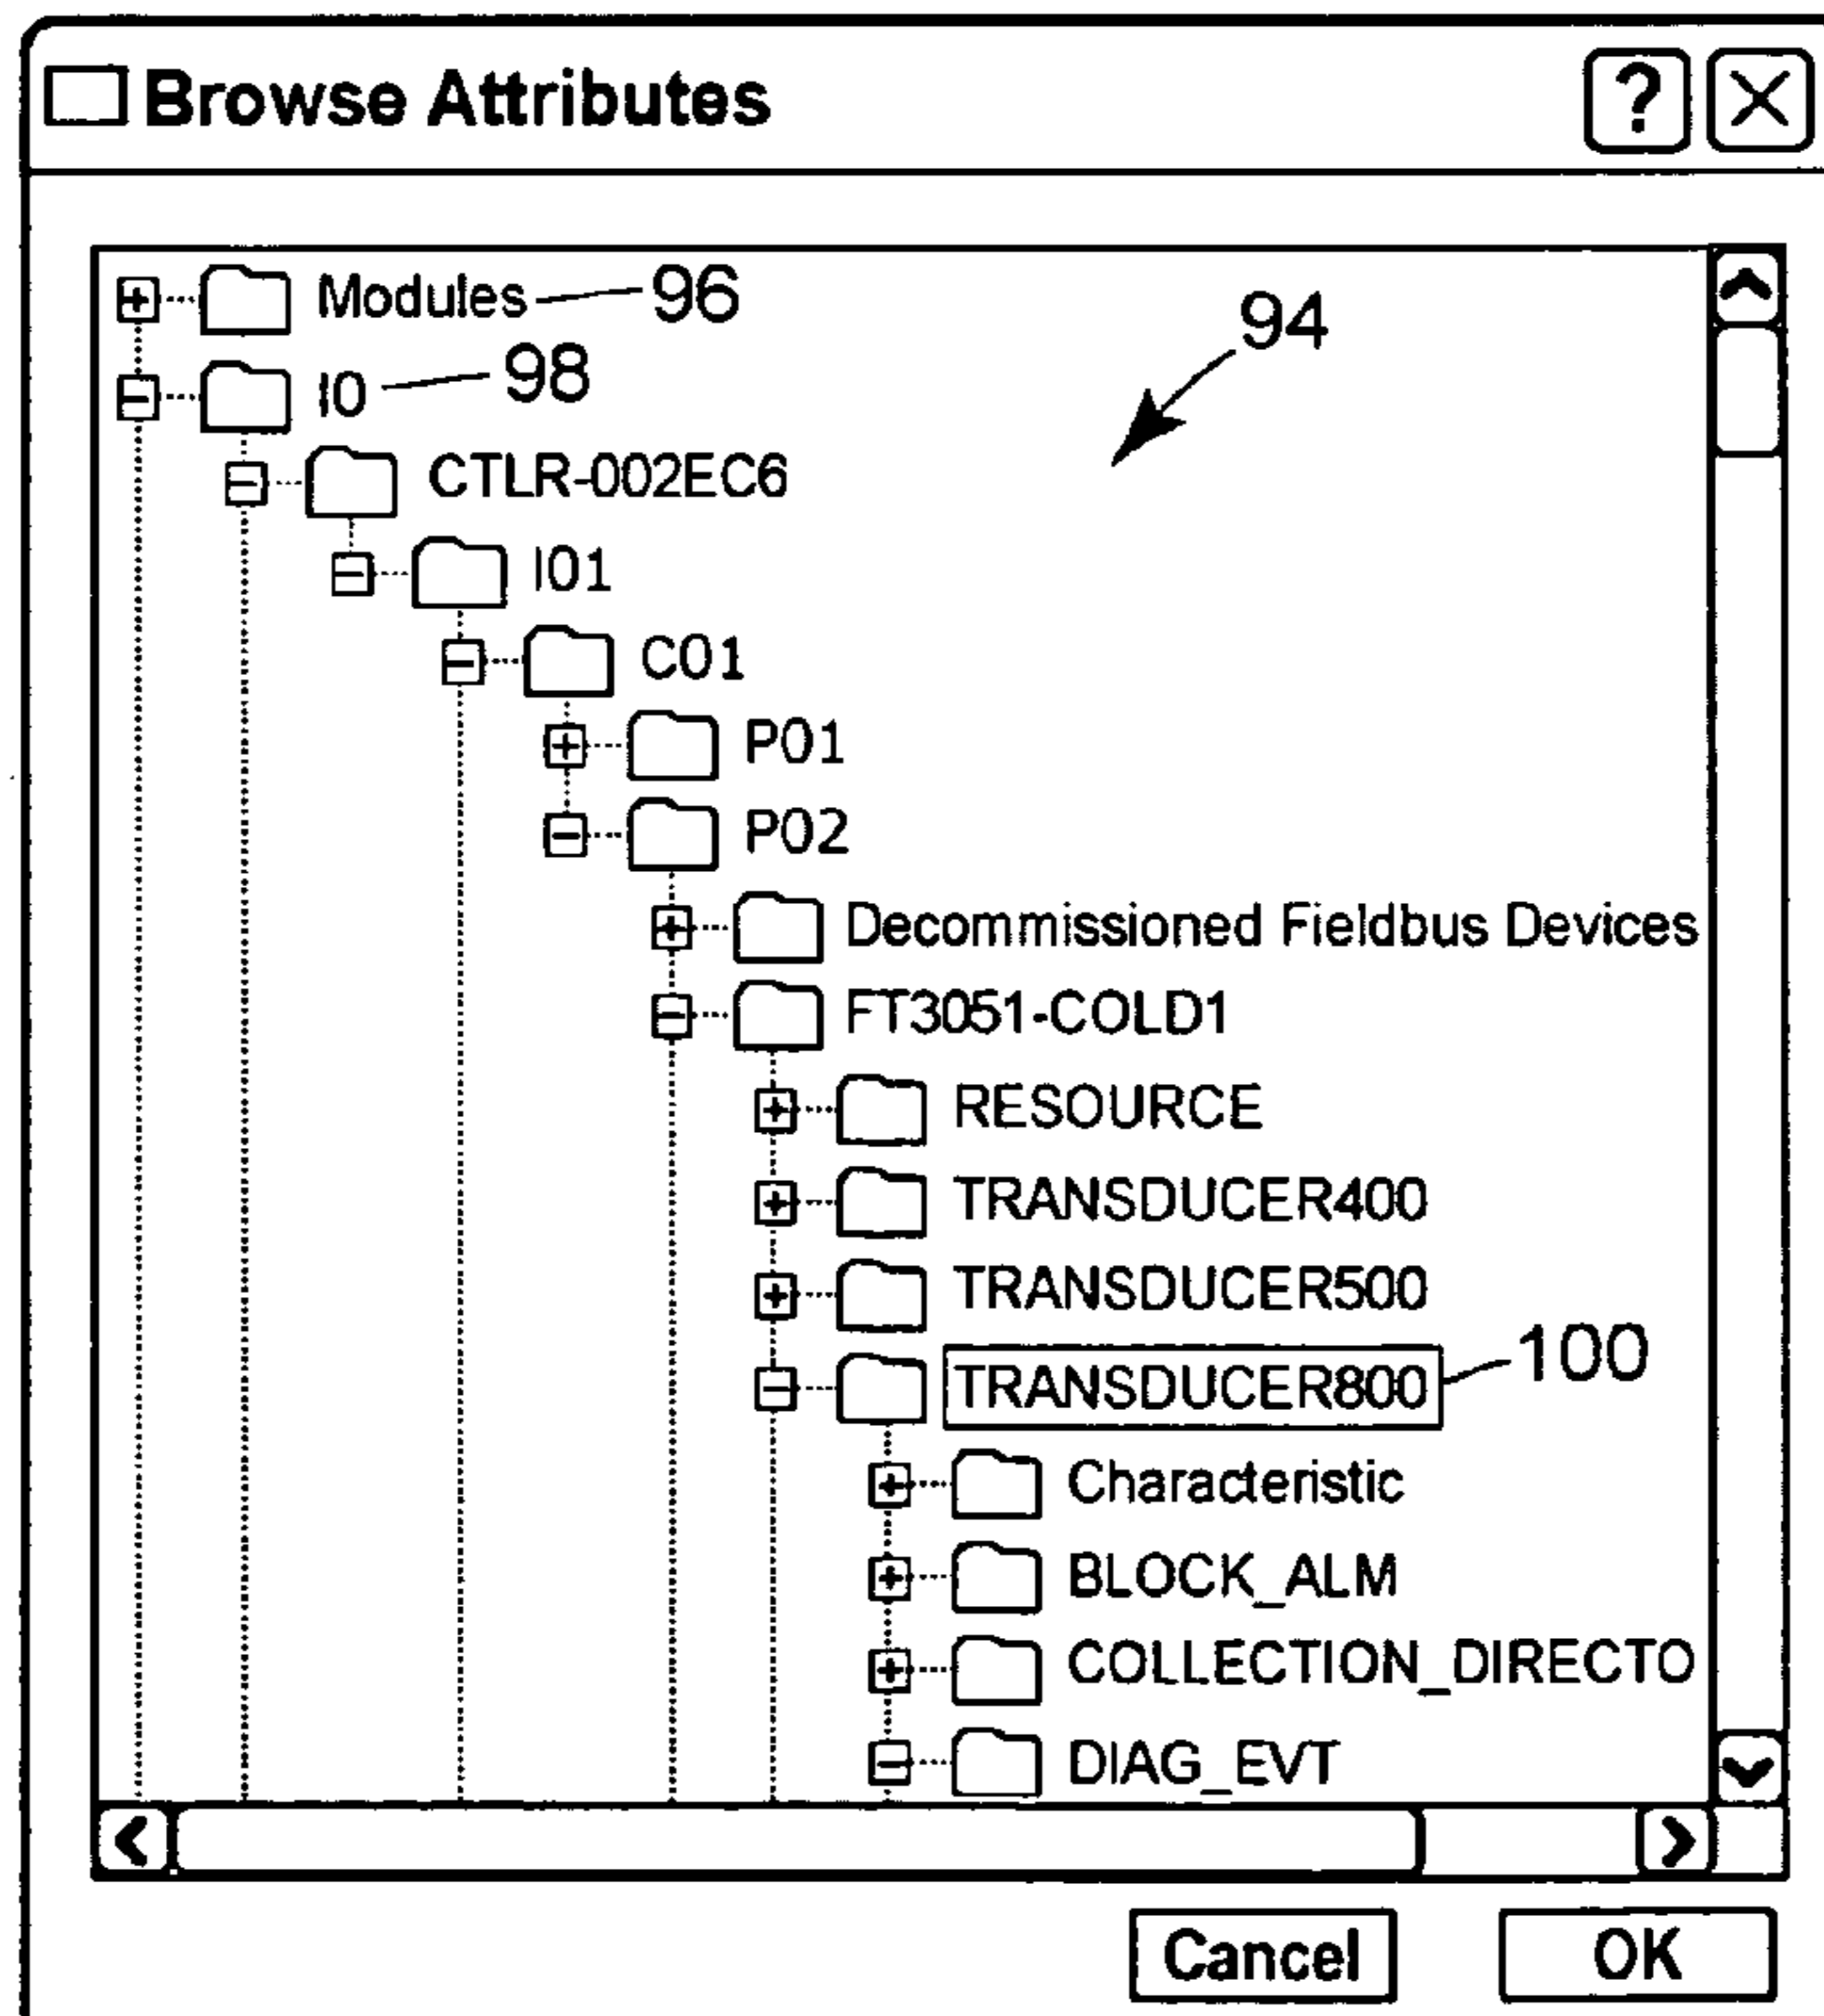 Browse Attributes ? X
Modules 96
94
I0 98
CTLR-002EC6
I01
C01
P01
P02
Decommissioned Fieldbus Devices
FT3051-COLD1
RESOURCE
TRANSDUCER400
TRANSDUCER500
TRANSDUCER800 100
Characteristic
BLOCK_ALM
COLLECTION_DIRECTO
DIAG_EVT
Cancel OK